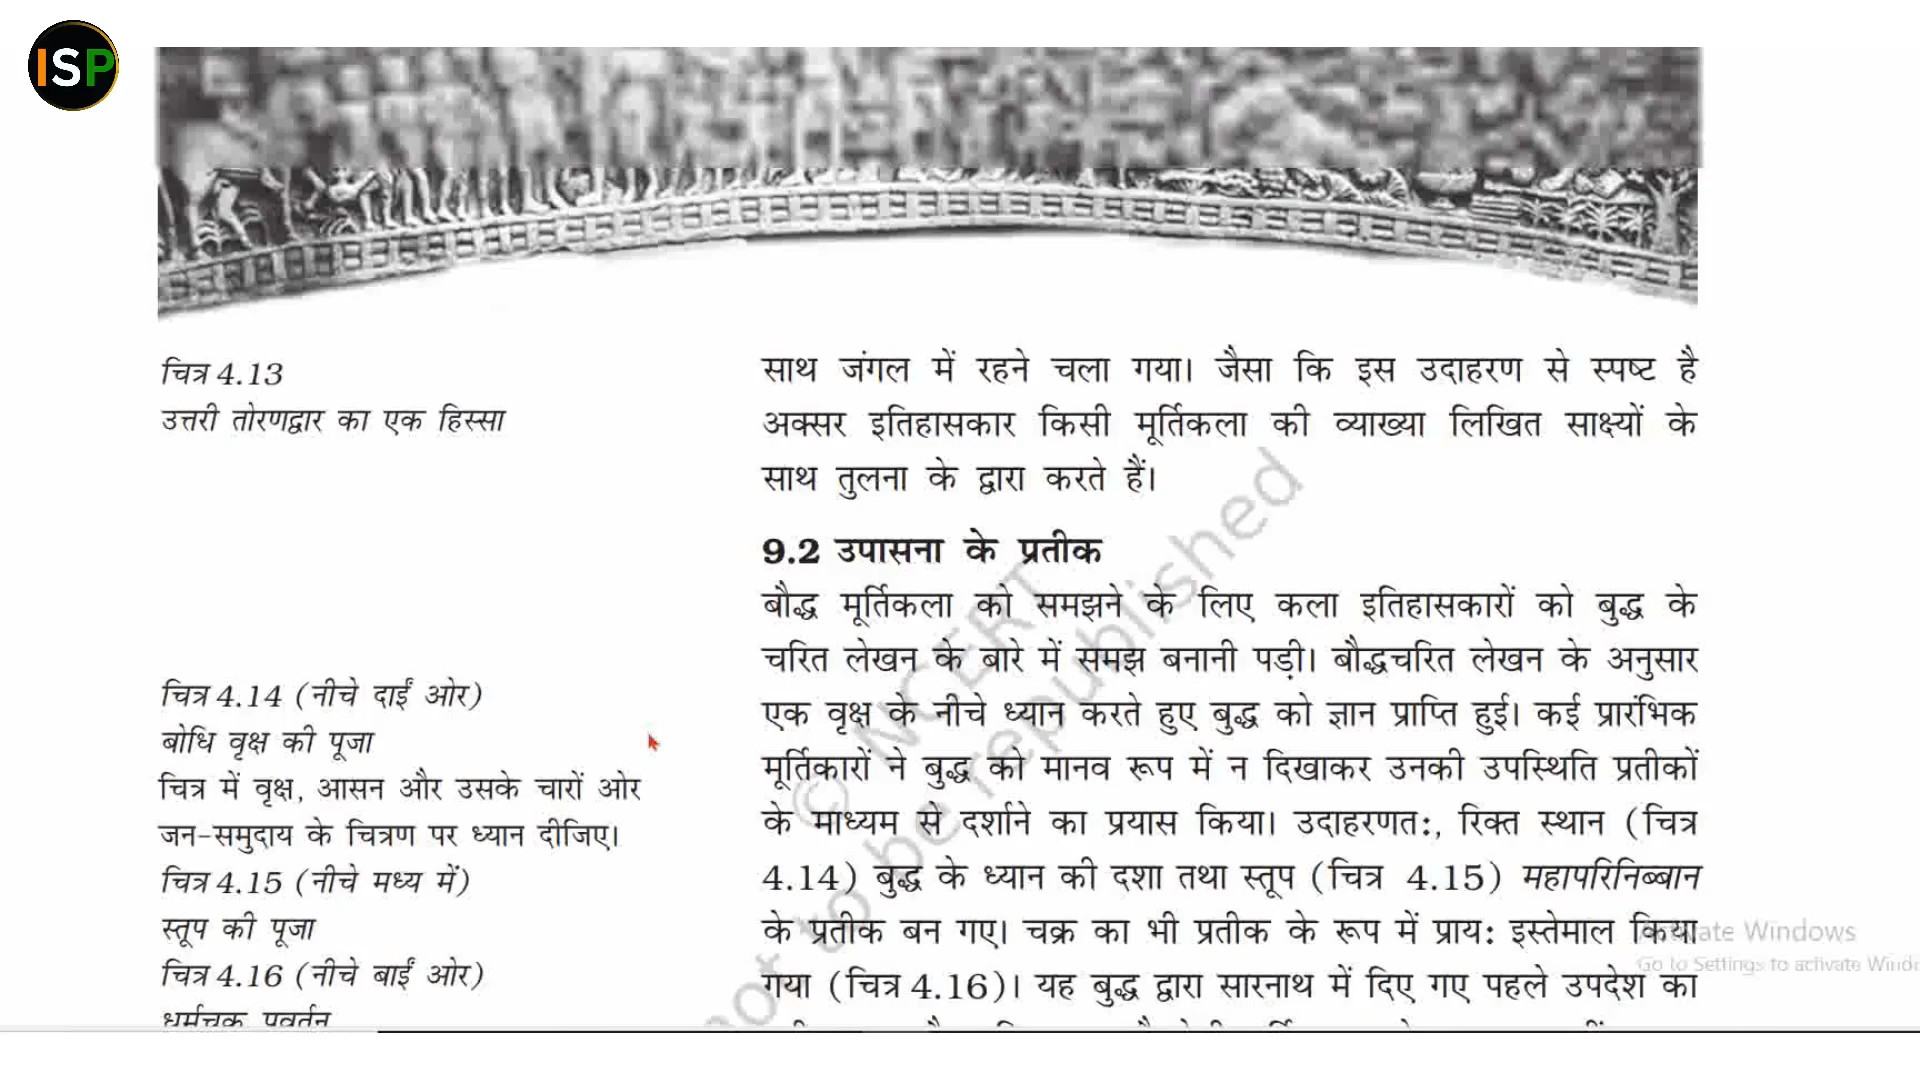 ISP
चित्र 4.13
उत्तरी तोरणद्वार का एक हिस्सा
चित्र 4.14 (नीचे दाईं ओर)
बोधि वृक्ष की पूजा
चित्र में वृक्ष, आसन और उसके चारों ओर
जन-समुदाय के चित्रण पर ध्यान दीजिए।
चित्र 4.15 (नीचे मध्य में)
स्तूप की पूजा
चित्र 4.16 (नीचे बाईं ओर)
धर्मचक्र प्रवर्तन
साथ जंगल में रहने चला गया। जैसा कि इस उदाहरण से स्पष्ट है
अक्सर इतिहासकार किसी मूर्तिकला की व्याख्या लिखित साक्ष्यों के
साथ तुलना के द्वारा करते हैं।
9.2 उपासना के प्रतीक
बौद्ध मूर्तिकला को समझने के लिए कला इतिहासकारों को बुद्ध के
चरित लेखन के बारे में समझ बनानी पड़ी। बौद्धचरित लेखन के अनुसार
एक वृक्ष के नीचे ध्यान करते हुए बुद्ध को ज्ञान प्राप्ति हुई। कई प्रारंभिक
मूर्तिकारों ने बुद्ध को मानव रूप में न दिखाकर उनकी उपस्थिति प्रतीकों
के माध्यम से दर्शाने का प्रयास किया। उदाहरणत:, रिक्त स्थान (चित्र
4.14) बुद्ध के ध्यान की दशा तथा स्तूप (चित्र 4.15) महापरिनिब्बान
के प्रतीक बन गए। चक्र का भी प्रतीक के रूप में प्राय: इस्तेमाल किया
गया (चित्र 4.16)। यह बुद्ध द्वारा सारनाथ में दिए गए पहले उपदेश का
© NCERT
not to be republished
Activate Windows
Go to Settings to activate Windo